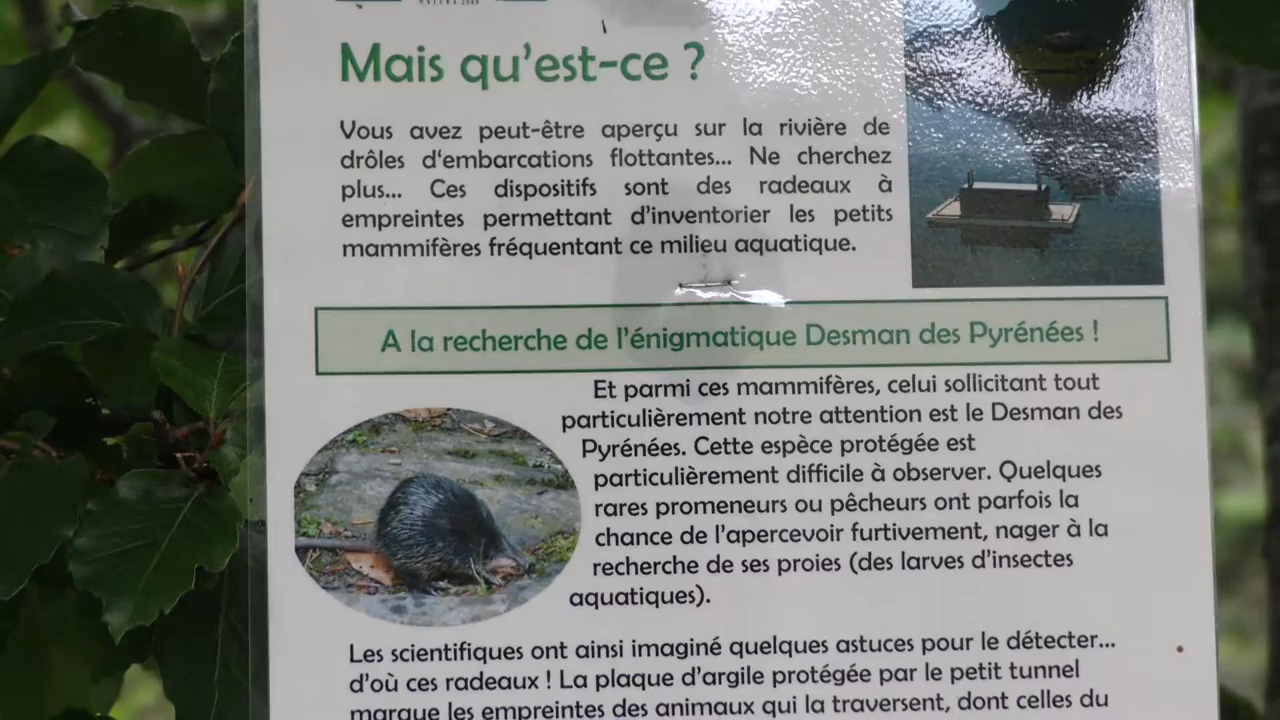 Mais qu'est-ce ?
Vous avez peut-être aperçu sur la rivière de
drôles d'embarcations flottantes... Ne cherchez
plus... Ces dispositifs sont des radeaux à
empreintes permettant d'inventorier les petits
mammifères fréquentant ce milieu aquatique.
A la recherche de l'énigmatique Desman des Pyrénées !
Et parmi ces mammifères, celui sollicitant tout
particulièrement notre attention est le Desman des
Pyrénées. Cette espèce protégée est
particulièrement difficile à observer. Quelques
rares promeneurs ou pêcheurs ont parfois la
chance de l'apercevoir furtivement, nager à la
recherche de ses proies (des larves d'insectes
aquatiques).
Les scientifiques ont ainsi imaginé quelques astuces pour le détecter...
d'où ces radeaux ! La plaque d'argile protégée par le petit tunnel
marque les empreintes des animaux qui la traversent, dont celles du